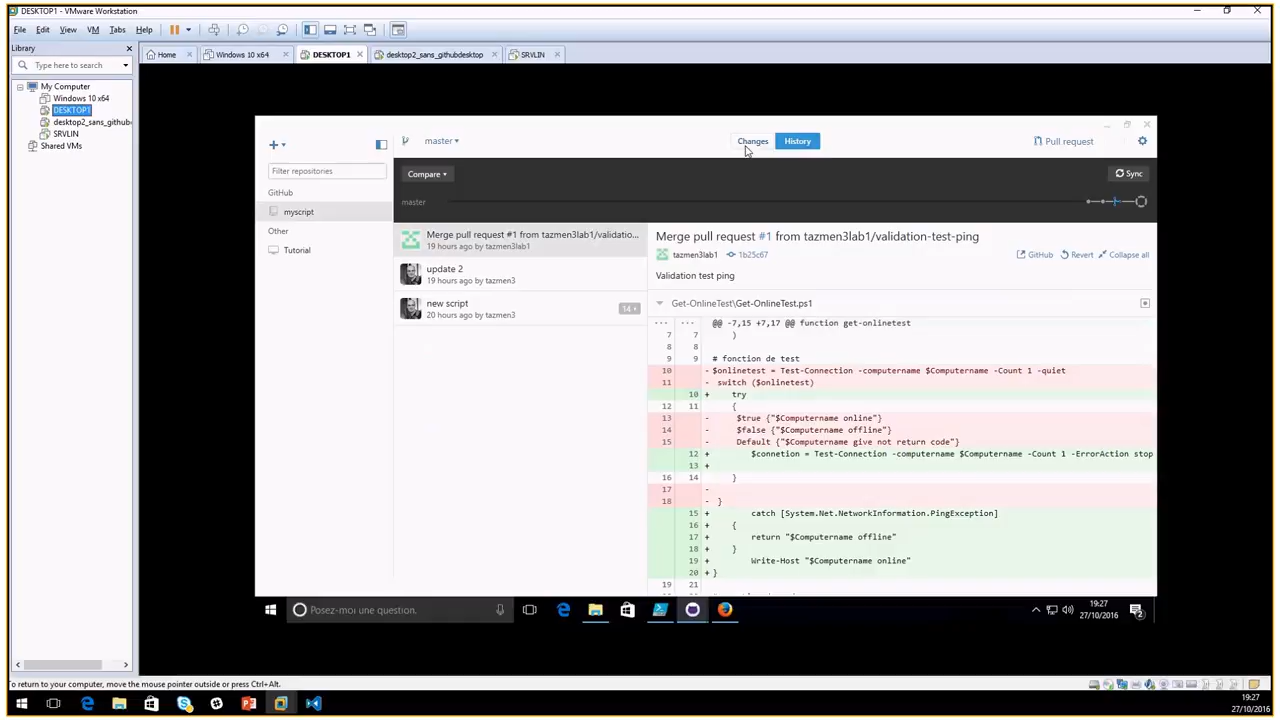 DESKTOP1 - VMware Workstation
File Edit View VM Tabs Help
Library
Type here to search
My Computer
Windows 10 x64
DESKTOP1
desktop2_sans_github‹
SRVLIN
Shared VMs
Home Windows 10 x64 DESKTOP1 desktop2_sans_githubdesktop SRVLIN
master Changes History Pull request
Filter repositories
GitHub
myscript
Other
Tutorial
Compare Sync
master
Merge pull request #1 from tazmen3lab1/validatio...
19 hours ago by tazmen3lab1
update 2
19 hours ago by tazmen3
new script
20 hours ago by tazmen3
14
Merge pull request #1 from tazmen3lab1/validation-test-ping
tazmen3lab1 1b25c67 GitHub Revert Collapse all
Validation test ping
Get-OnlineTest\Get-OnlineTest.ps1
... ... @@ -7,15 +7,17 @@ function get-onlinetest
7 7 )
8 8
9 9 # fonction de test
10 - $onlinetest = Test-Connection -computername $Computername -Count 1 -quiet
11 - switch ($onlinetest)
10 + try
12 11 {
13 - $true {"$Computername online"}
14 - $false {"$Computername offline"}
15 - Default {"$Computername give not return code"}
12 + $connetion = Test-Connection -computername $Computername -Count 1 -ErrorAction stop
13 +
16 14 }
17 -
18 - }
15 + catch [System.Net.NetworkInformation.PingException]
16 + {
17 + return "$Computername offline"
18 + }
19 + Write-Host "$Computername online"
20 + }
19 21
Posez-moi une question. 19:27
27/10/2016 2
To return to your computer, move the mouse pointer outside or press Ctrl+Alt.
19:27
27/10/2016